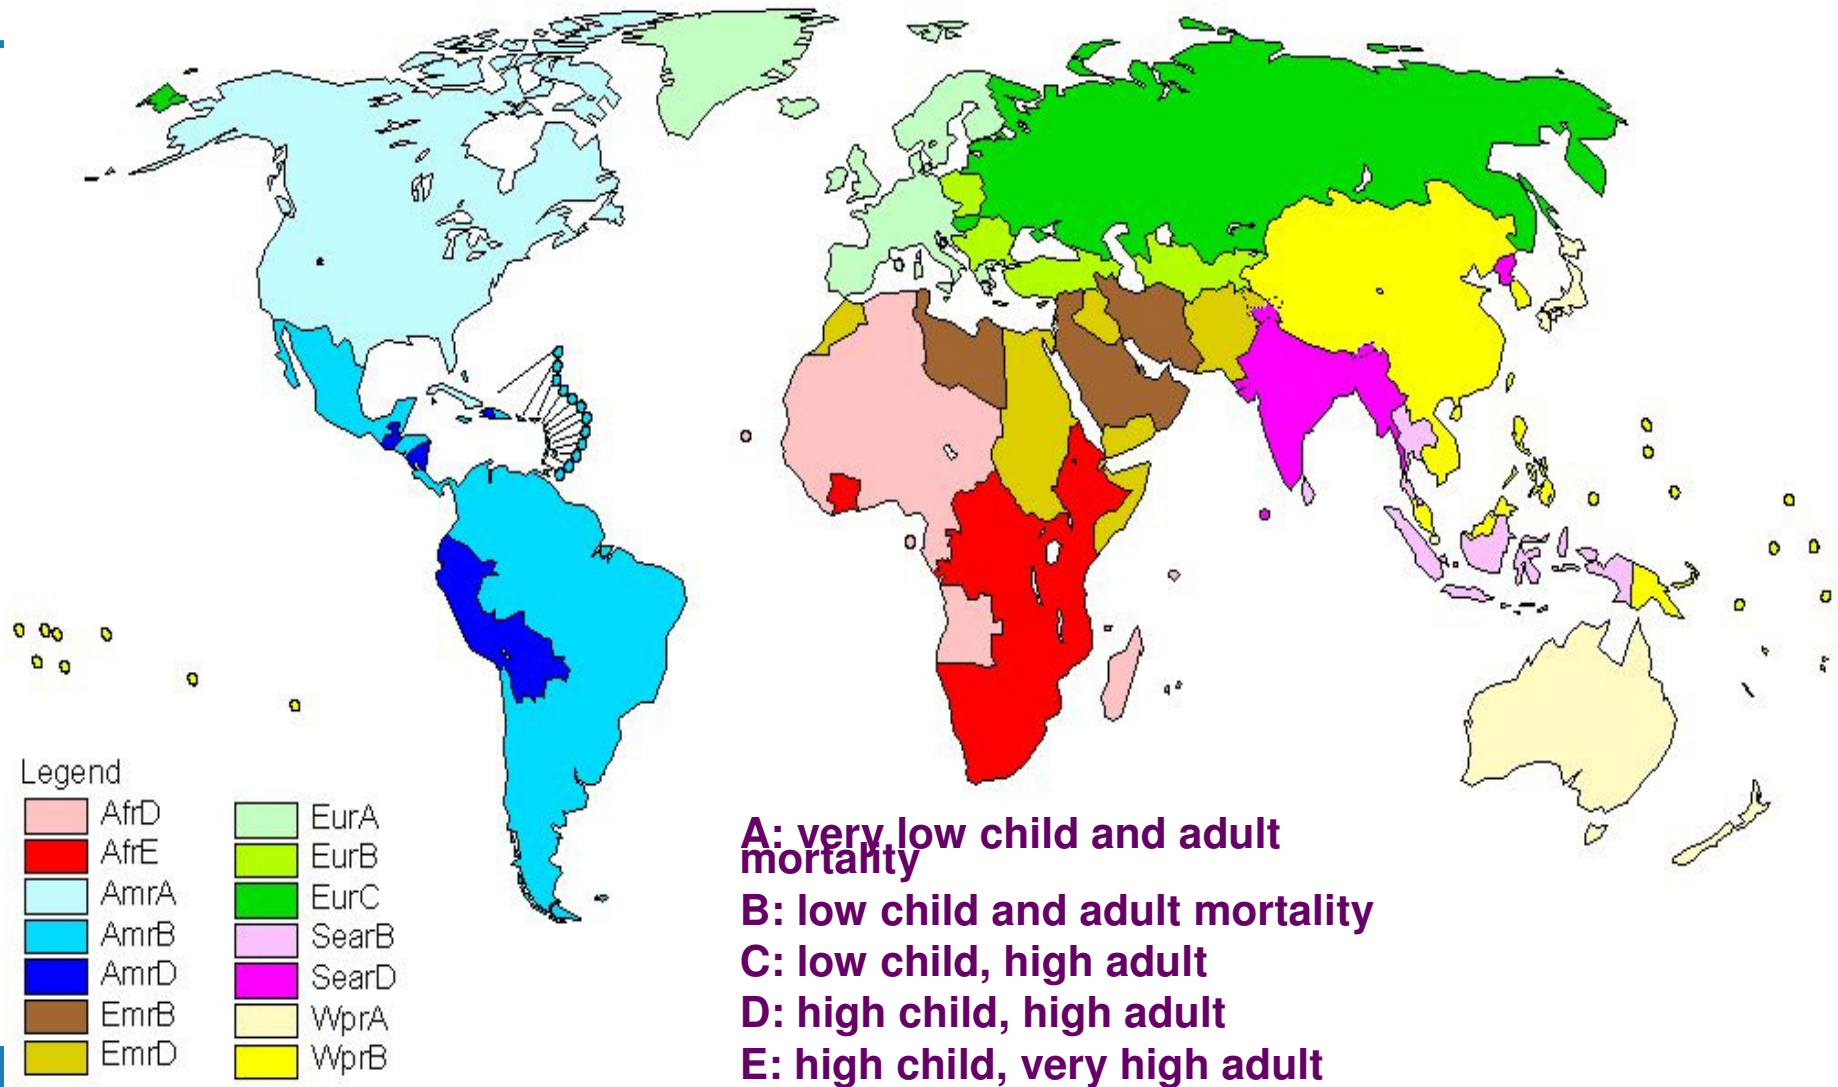 Legend
AfrD
AfrE
AmrA
AmrB
AmrD
EmrB
EmrD
EurA
EurB
EurC
SearB
SearD
WprA
WprB
A: very low child and adult
mortality
B: low child and adult mortality
C: low child, high adult
D: high child, high adult
E: high child, very high adult